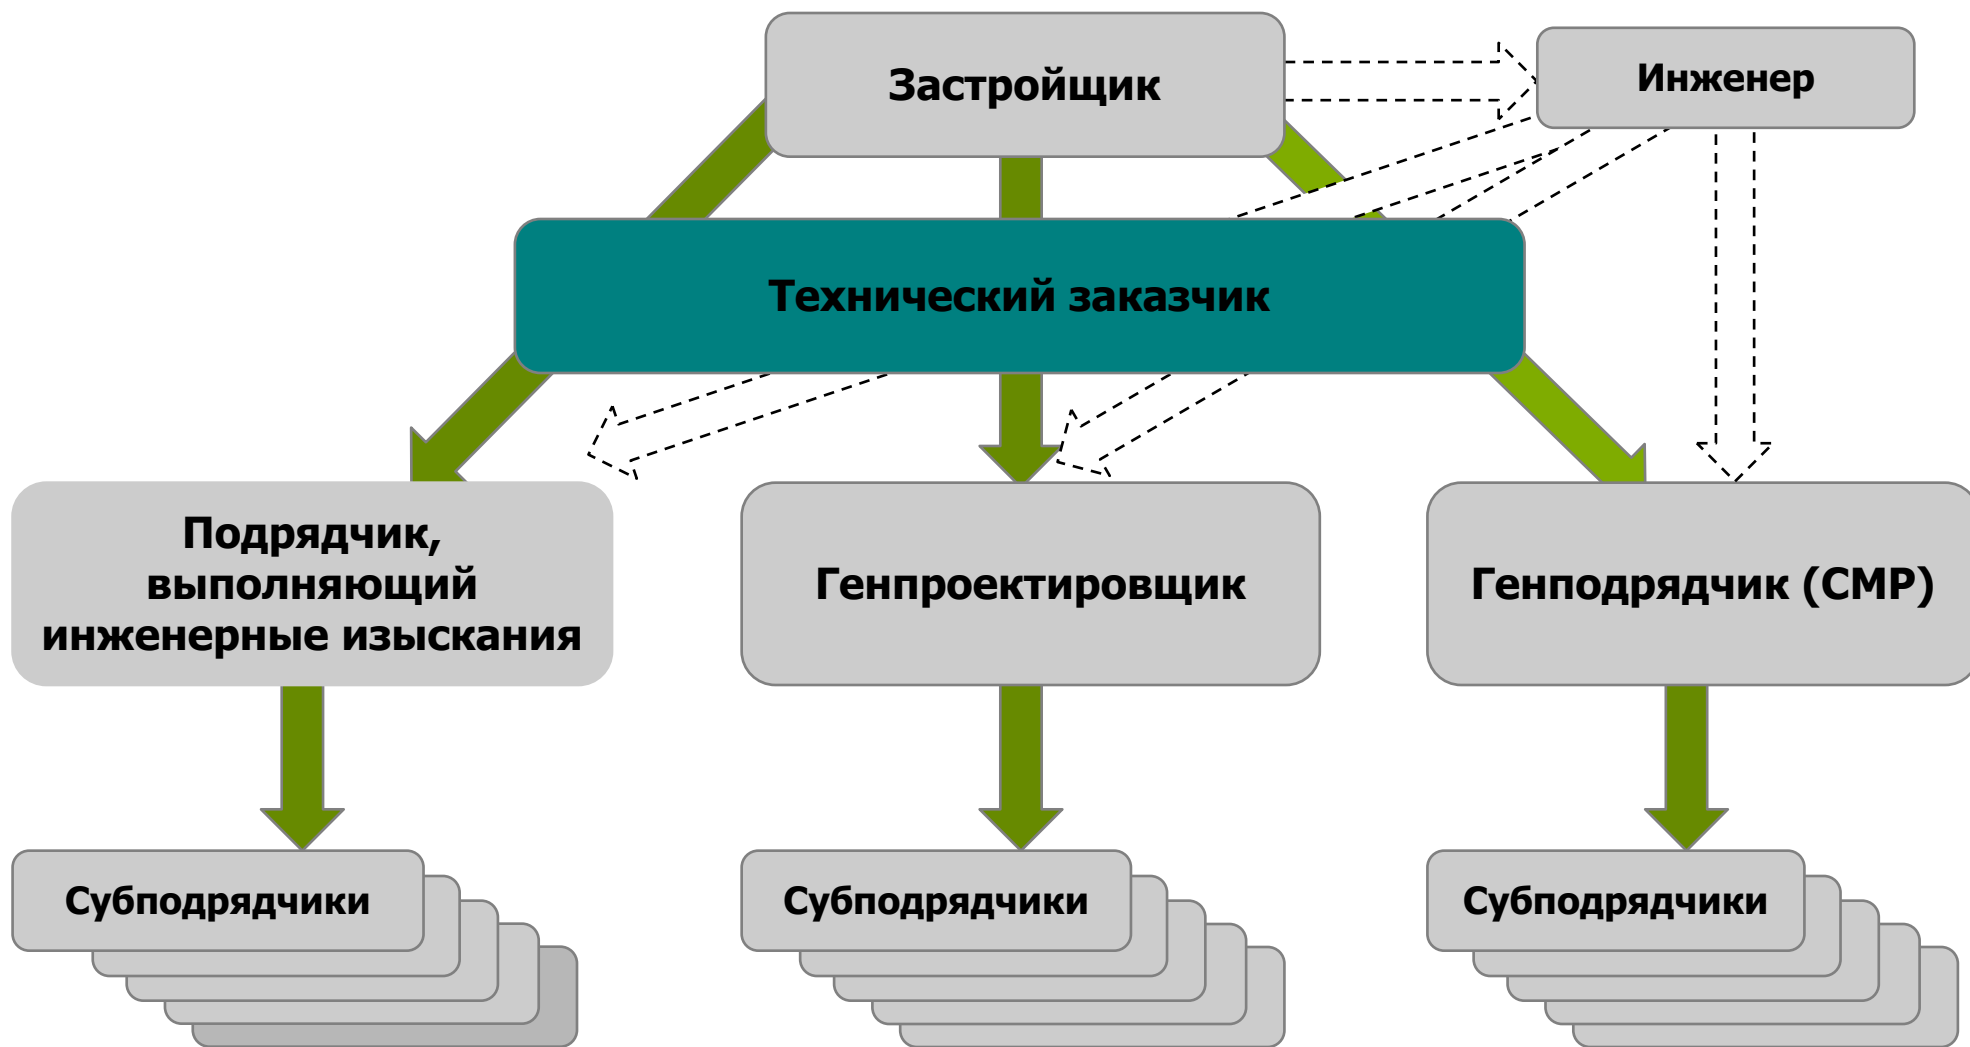 Застройщик
Инженер
Технический заказчик
Подрядчик,
выполняющий
инженерные изыскания
Генпроектировщик
Генподрядчик (СМР)
Субподрядчики
Субподрядчики
Субподрядчики